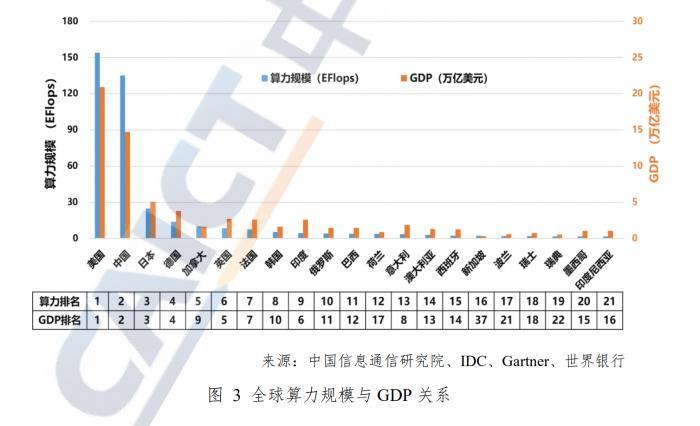 180 30
150 25
120 20
90 15
60 10
30 5
0 0
算力规模 （EFlops）
GDP（万亿美元）
算力规模（EFlops） GDP（万亿美元）
美国 中国 日本 德国 加拿大 英国 法国 韩国 印度 俄罗斯 巴西 荷兰 意大利 澳大利亚 西班牙 新加坡 波兰 瑞士 瑞典 墨西哥 印度尼西亚
算力排名 1 2 3 4 5 6 7 8 9 10 11 12 13 14 15 16 17 18 19 20 21
GDP排名 1 2 3 4 9 5 7 10 6 11 12 17 8 13 14 37 21 18 22 15 16
来源：中国信息通信研究院、IDC、Gartner、世界银行
图 3 全球算力规模与 GDP 关系
CAICT